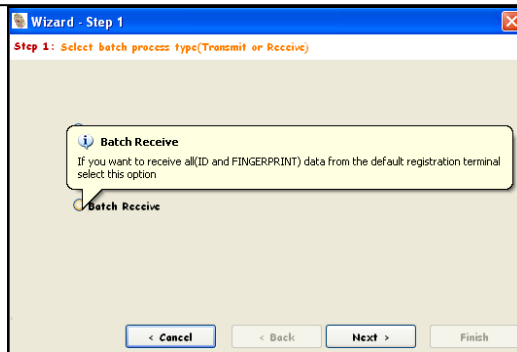 Wizard - Step 1
Step 1: Select batch process type(Transmit or Receive)
Batch Receive
If you want to receive all(ID and FINGERPRINT) data from the default registration terminal
select this option
Batch Receive
< Cancel
< Back
Next >
Finish